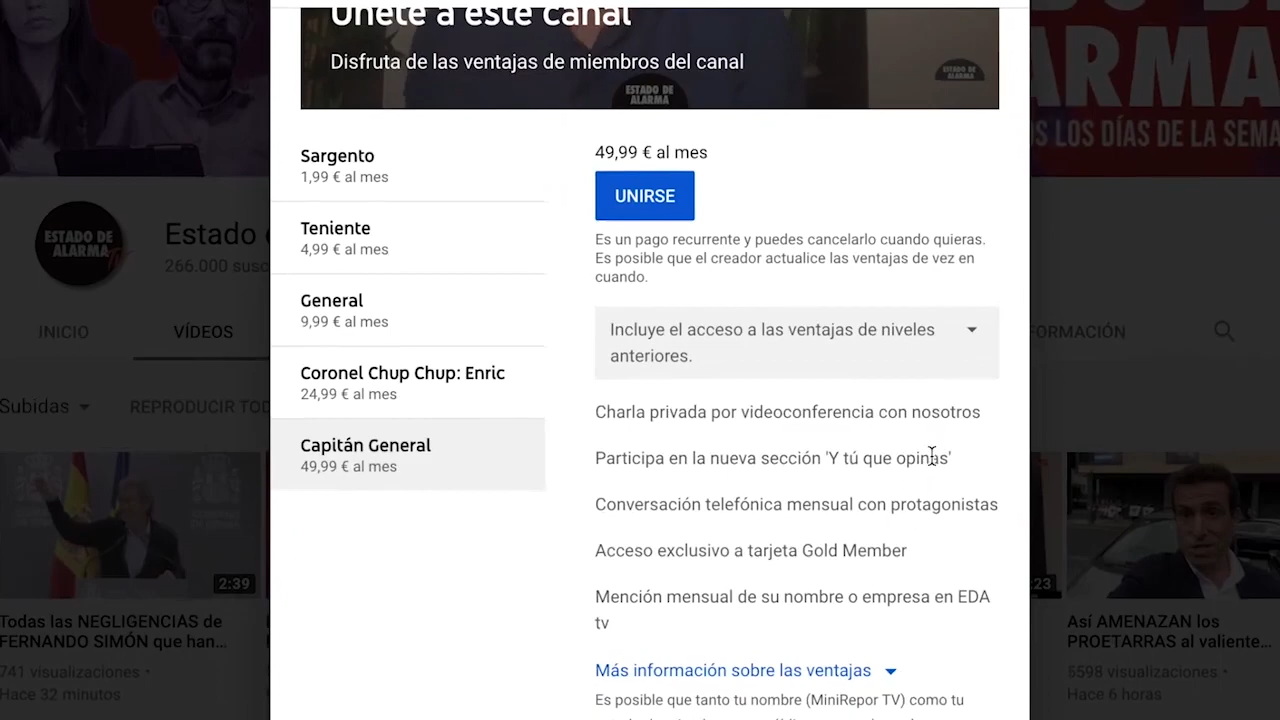 Únete a este canal
Disfruta de las ventajas de miembros del canal
ESTADO DE
ALARMA
ESTADO DE
ALARMA
ARMA
S LOS DÍAS DE LA SEMA
Sargento
1,99 € al mes
Teniente
4,99 € al mes
General
9,99 € al mes
Coronel Chup Chup: Enric
24,99 € al mes
Capitán General
49,99 € al mes
49,99 € al mes
UNIRSE
Es un pago recurrente y puedes cancelarlo cuando quieras.
Es posible que el creador actualice las ventajas de vez en
cuando.
Incluye el acceso a las ventajas de niveles
anteriores.
Charla privada por videoconferencia con nosotros
Participa en la nueva sección 'Y tú que opinas'
Conversación telefónica mensual con protagonistas
Acceso exclusivo a tarjeta Gold Member
Mención mensual de su nombre o empresa en EDA
tv
Más información sobre las ventajas
Es posible que tanto tu nombre (MiniRepor TV) como tu
ESTADO DE
ALARMA
TV
Estado
266.000 susc
INICIO
VÍDEOS
FORMACIÓN
Subidas
REPRODUCIR TOD
2:39
:23
Todas las NEGLIGENCIAS de
FERNANDO SIMÓN que han...
741 visualizaciones •
Hace 32 minutos
Así AMENAZAN los
PROETARRAS al valiente...
5598 visualizaciones •
Hace 6 horas